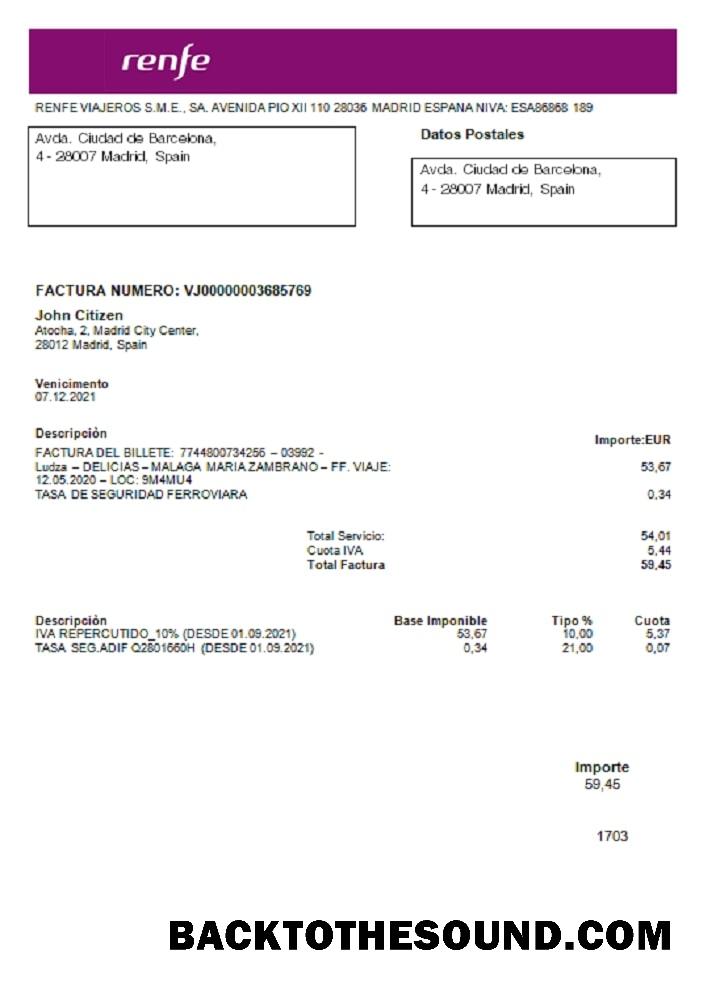 renfe
RENFE VIAJEROS S.M.E., SA. AVENIDA PIO XII 110 28036 MADRID ESPANA NIVA: ESA86868 189
Avda. Ciudad de Barcelona,
4 - 28007 Madrid, Spain
Datos Postales
Avda. Ciudad de Barcelona,
4 - 28007 Madrid, Spain
FACTURA NUMERO: VJ00000003685769
John Citizen
Atocha, 2, Madrid City Center,
28012 Madrid, Spain
Venicimento
07.12.2021
Descripciòn Importe:EUR
FACTURA DEL BILLETE: 7744800734256 – 03992 -
Ludza – DELICIAS – MALAGA MARIA ZAMBRANO – FF. VIAJE: 53,67
12.05.2020 – LOC: 9M4MU4
TASA DE SEGURIDAD FERROVIARA 0,34
Total Servicio: 54,01
Cuota IVA 5,44
Total Factura 59,45
Descripciòn Base Imponible Tipo % Cuota
IVA REPERCUTIDO_10% (DESDE 01.09.2021) 53,67 10,00 5,37
TASA SEG.ADIF Q2801660H (DESDE 01.09.2021) 0,34 21,00 0,07
Importe
59,45
1703
BACKTOTHESOUND.COM